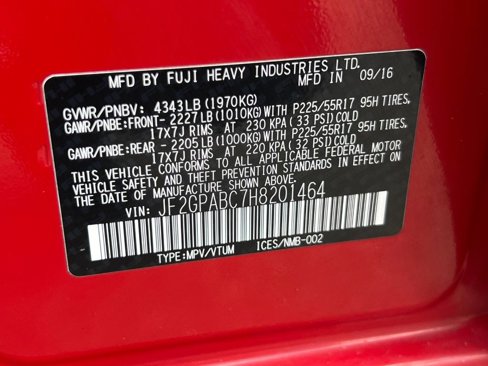 MFD BY FUJI HEAVY INDUSTRIES LTD.
MFD IN 09/16
GVWR/PNBV: 4343LB(1970KG)
GAWR/PNBE:FRONT- 2227LB(1010KG)WITH P225/55R17 95H TIRES,
17X7J RIMS AT 230 KPA( 33 PSI)COLD
GAWR/PNBE:REAR - 2205LB(1000KG)WITH P225/55R17 95H TIRES,
17X7J RIMS AT 220 KPA( 32 PSI)COLD
THIS VEHICLE CONFORMS TO ALL APPLICABLE FEDERAL MOTOR
VEHICLE SAFETY AND THEFT STANDARDS IN EFFECT ON
THE DATE OF MANUFACTURE SHOWN ABOVE.
VIN: JF2GPABC7H8201464
TYPE:MPV/VTUM ICES/NMB-002